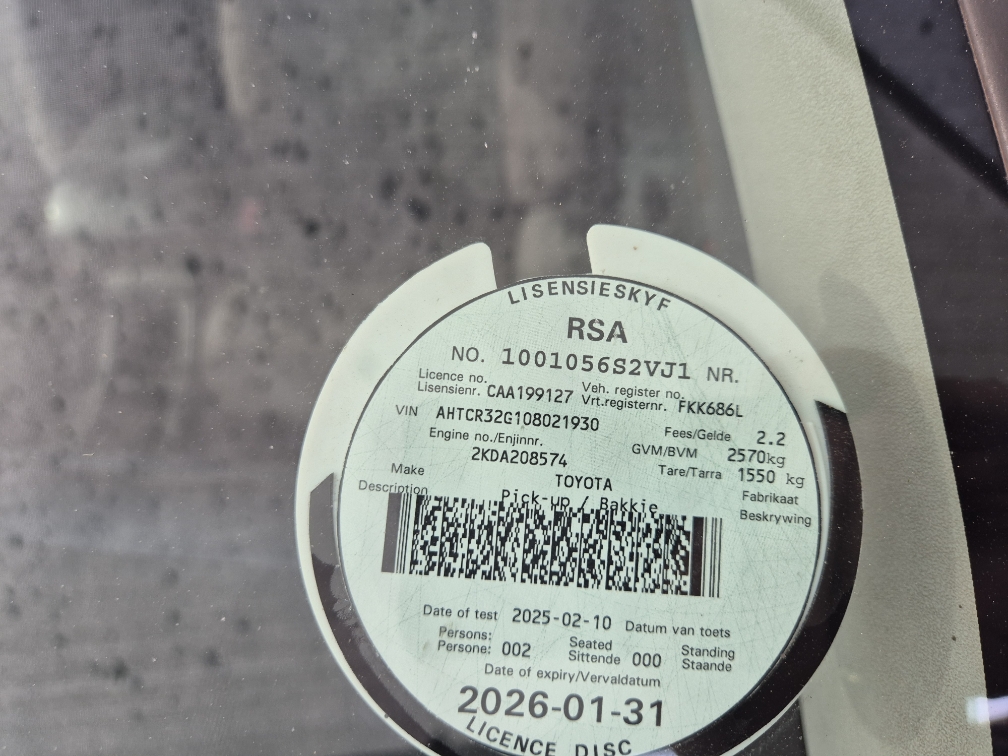 LISENSIESKYF
RSA
NO. 1001056S2VJ1 NR.
Licence no. Veh. register no.
Lisensienr. CAA199127 Vrt.registernr. FKK686L
VIN AHTCR32G108021930 Fees/Gelde 2.2
Engine no./Enjinnr. GVM/BVM 2570kg
2KDA208574 Tare/Tarra 1550 kg
Make TOYOTA Fabrikaat
Description Pick-up / Bakkie Beskrywing
Date of test 2025-02-10 Datum van toets
Persons: Seated Standing
Persone: 002 Sittende 000 Staande
Date of expiry/Vervaldatum
2026-01-31
LICENCE DISC